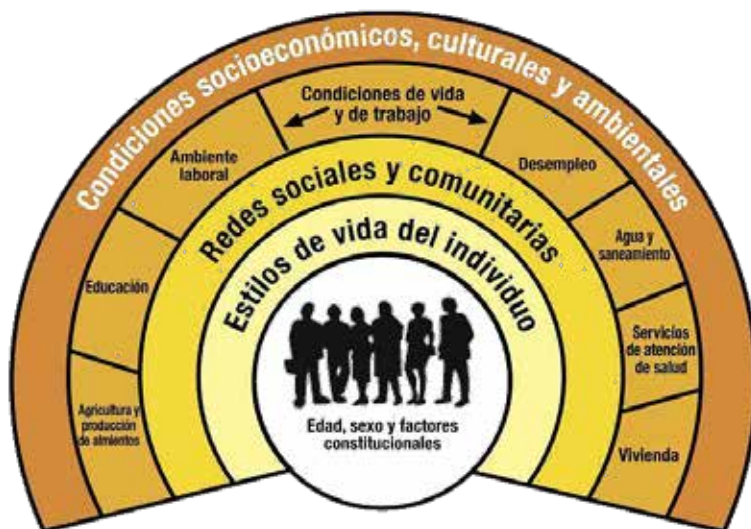 Condiciones socioeconómicos, culturales y ambientales
Condiciones de vida
y de trabajo
Ambiente
laboral
Desempleo
Redes sociales y comunitarias
Agua y
saneamiento
Estilos de vida del individuo
Educación
Servicios
de atención
de salud
Agricultura y
producción
de almientos
Edad, sexo y factores
constitucionales
Vivienda